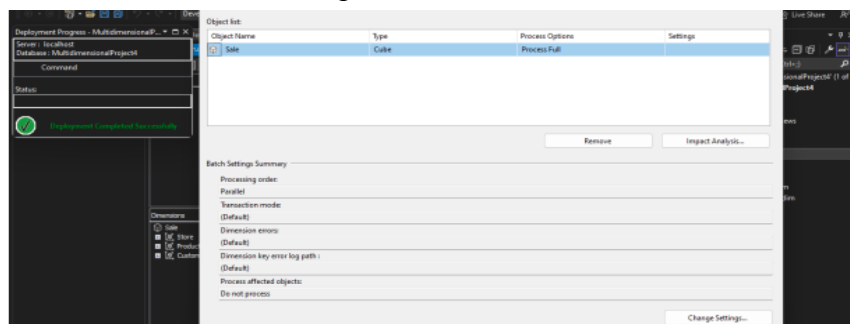 Deve
Live Share
Deployment Progress - MultidimensionalP...
Server : localhost
Database : MultidimensionalProject4
Command
Status:
Deployment Completed Successfully
Object list:
Object Name Type Process Options Settings
Sale Cube Process Full
Remove Impact Analysis...
Batch Settings Summary
Processing order:
Parallel
Transaction mode:
(Default)
Dimension errors:
(Default)
Dimension key error log path :
(Default)
Process affected objects:
Do not process
Change Settings...
Dimensions
Sale
Store
Product
Custom
sionalProject4' (1 of
Project4
ews
dim